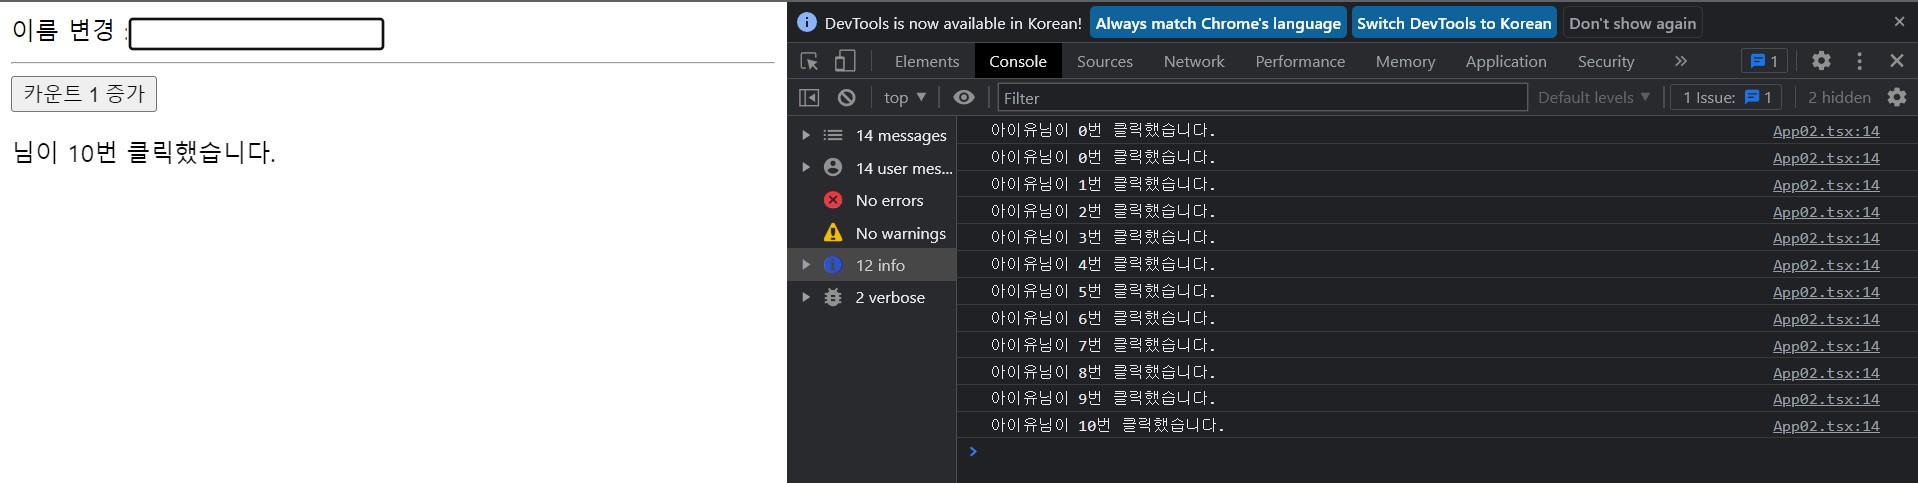 이름 변경 :
카운트 1 증가
님이 10번 클릭했습니다.
DevTools is now available in Korean! Always match Chrome's language Switch DevTools to Korean Don't show again
Elements Console Sources Network Performance Memory Application Security » 1
top ▼ Filter Default levels ▼ 1 Issue: 1 2 hidden
14 messages
14 user mes...
No errors
No warnings
12 info
2 verbose
아이유님이 0번 클릭했습니다. App02.tsx:14
아이유님이 0번 클릭했습니다. App02.tsx:14
아이유님이 1번 클릭했습니다. App02.tsx:14
아이유님이 2번 클릭했습니다. App02.tsx:14
아이유님이 3번 클릭했습니다. App02.tsx:14
아이유님이 4번 클릭했습니다. App02.tsx:14
아이유님이 5번 클릭했습니다. App02.tsx:14
아이유님이 6번 클릭했습니다. App02.tsx:14
아이유님이 7번 클릭했습니다. App02.tsx:14
아이유님이 8번 클릭했습니다. App02.tsx:14
아이유님이 9번 클릭했습니다. App02.tsx:14
아이유님이 10번 클릭했습니다. App02.tsx:14